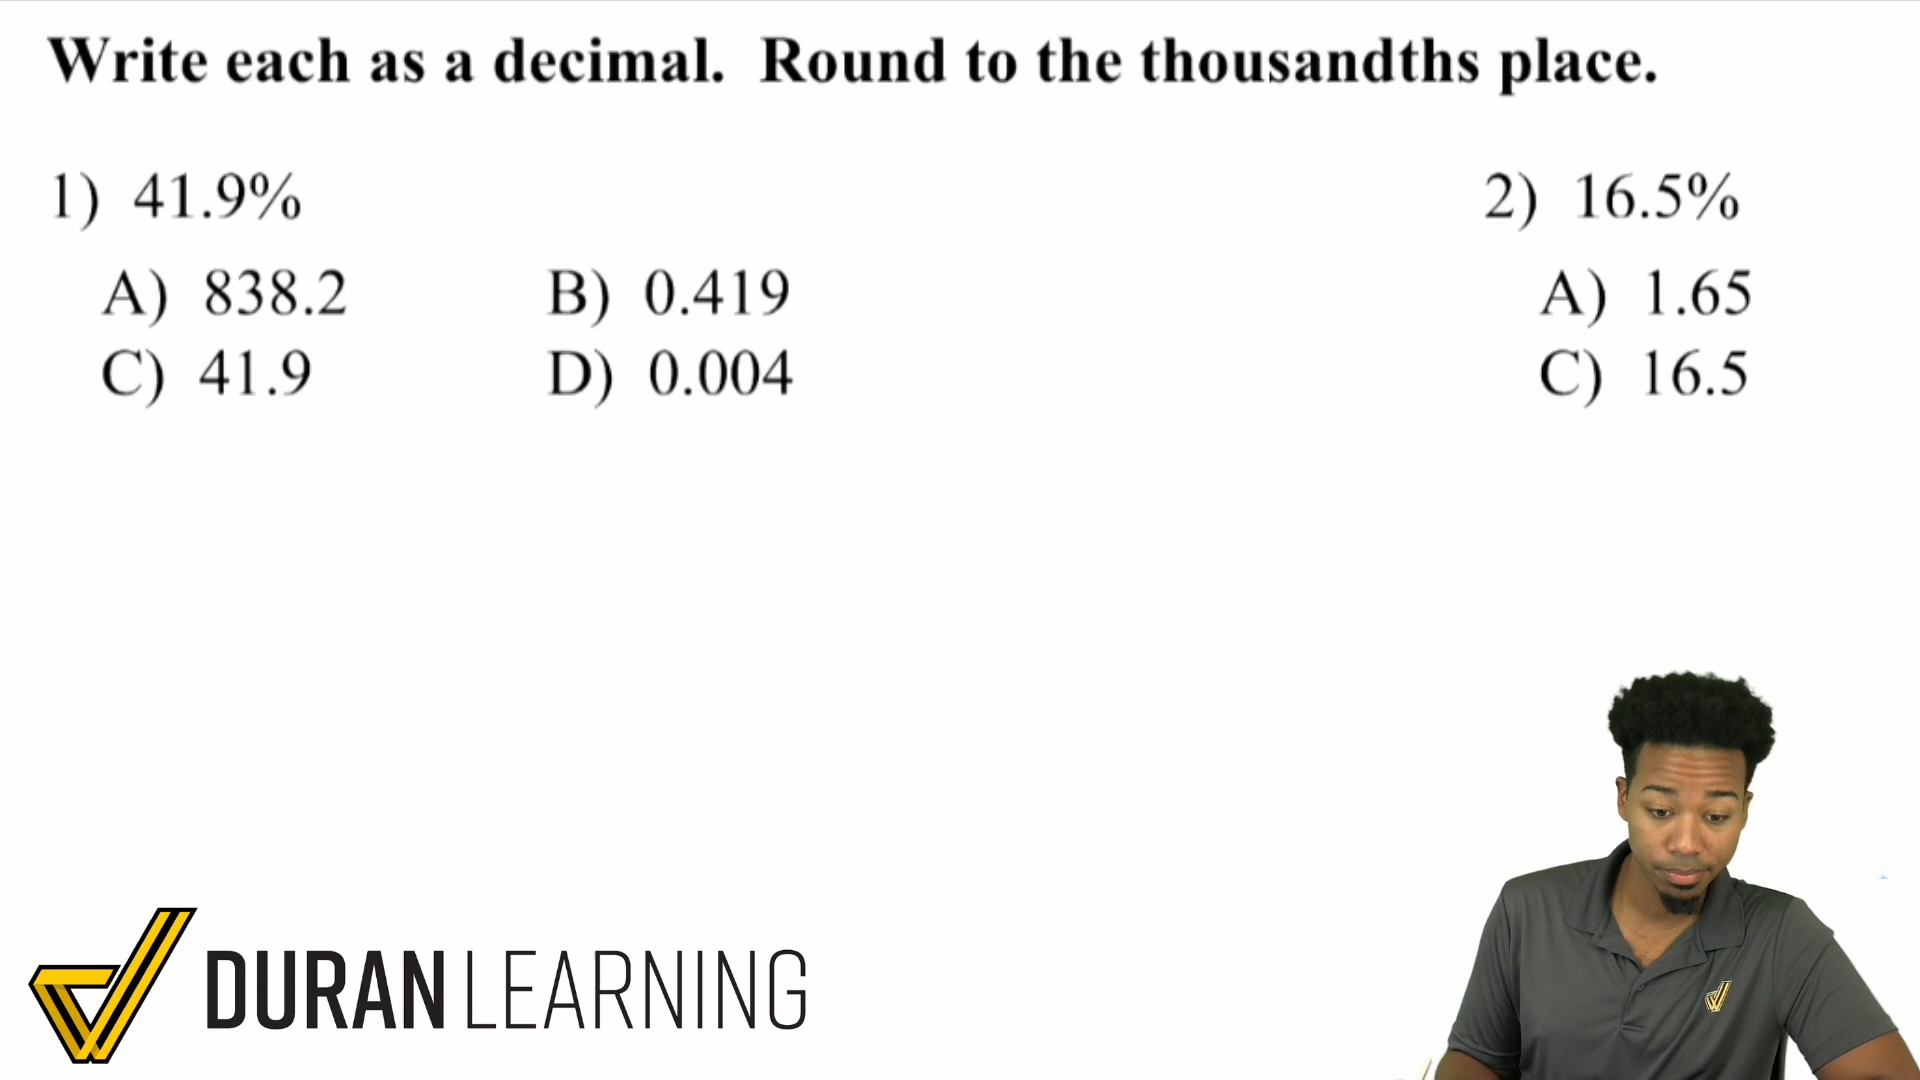 Write each as a decimal. Round to the thousandths place.
1) 41.9%
A) 838.2 B) 0.419
C) 41.9 D) 0.004
2) 16.5%
A) 1.65
C) 16.5
DURAN LEARNING